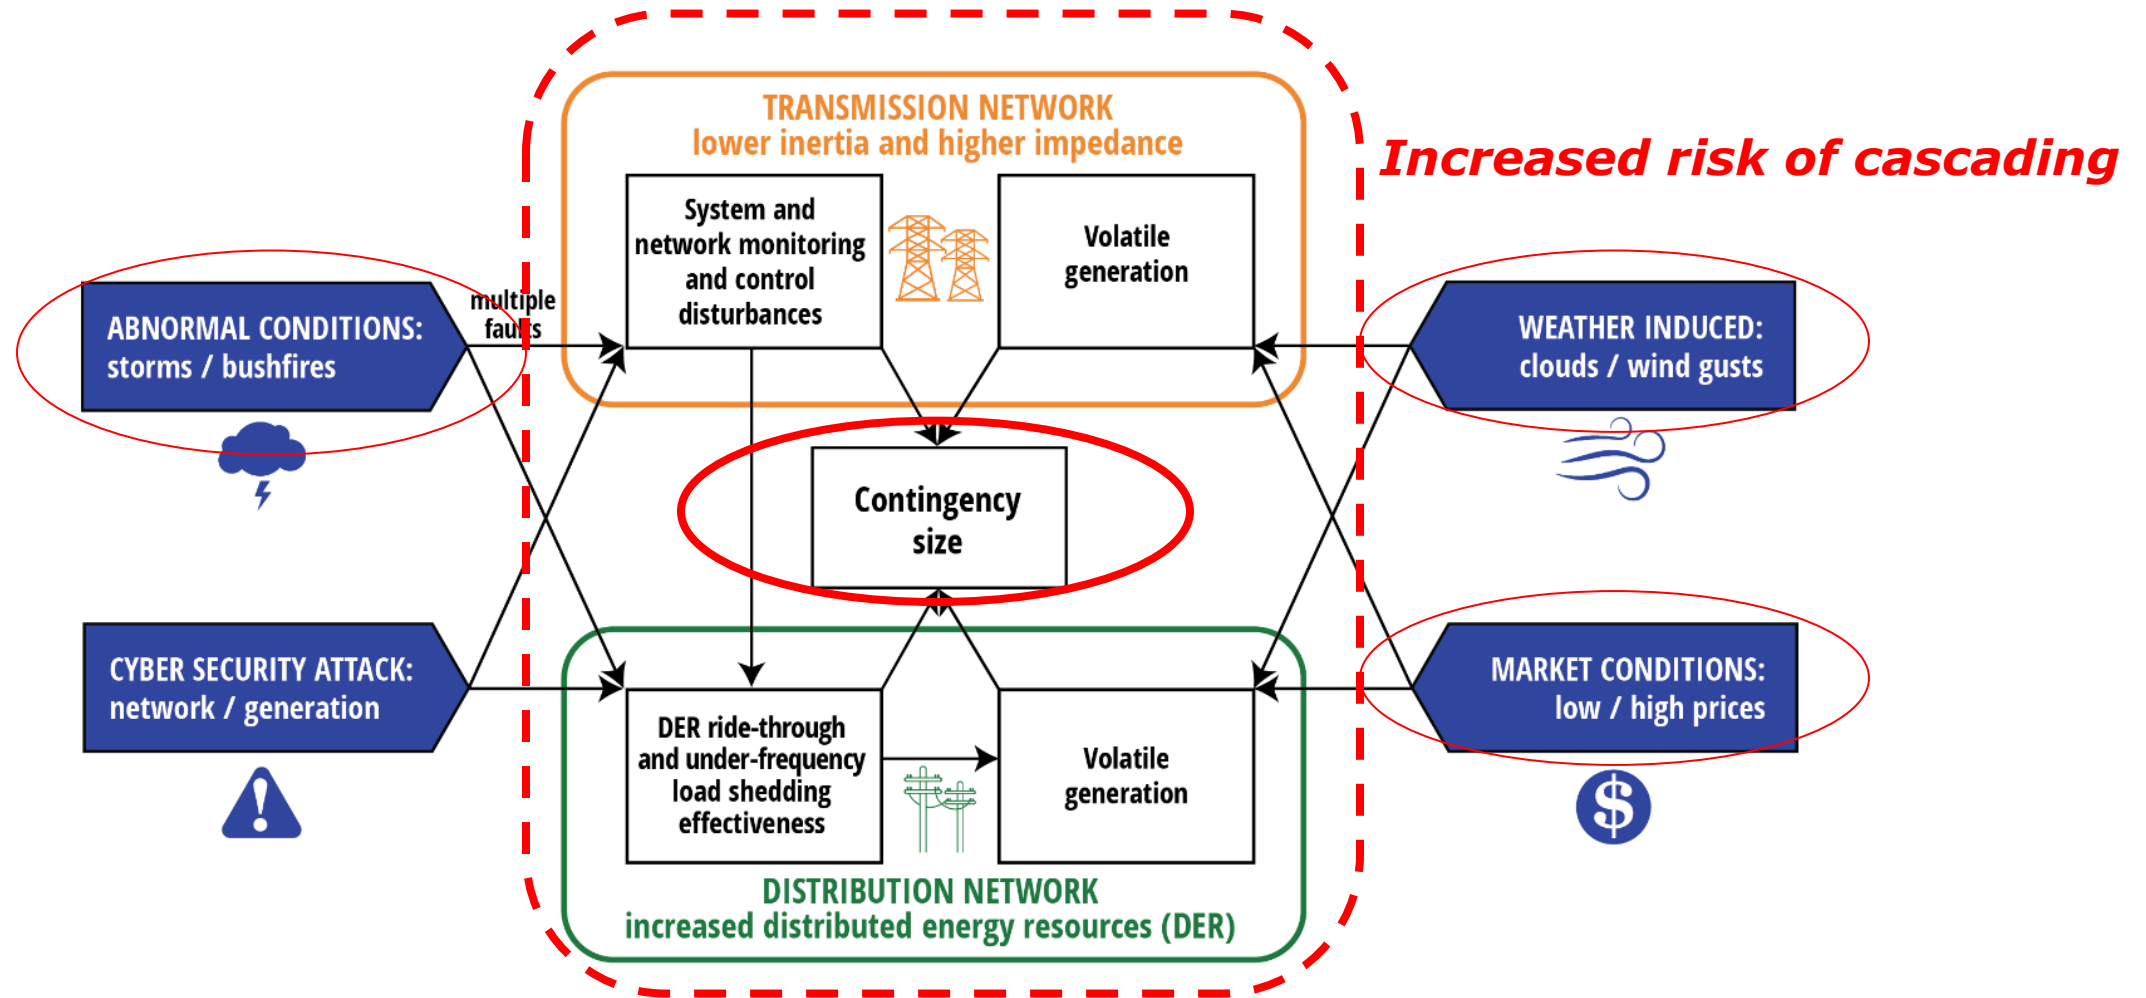 TRANSMISSION NETWORK
lower inertia and higher impedance
Increased risk of cascading
System and
network monitoring
and control
disturbances
Volatile
generation
multiple
faults
ABNORMAL CONDITIONS:
storms / bushfires
WEATHER INDUCED:
clouds / wind gusts
Contingency
size
CYBER SECURITY ATTACK:
network / generation
MARKET CONDITIONS:
low / high prices
DER ride-through
and under-frequency
load shedding
effectiveness
Volatile
generation
$
DISTRIBUTION NETWORK
increased distributed energy resources (DER)